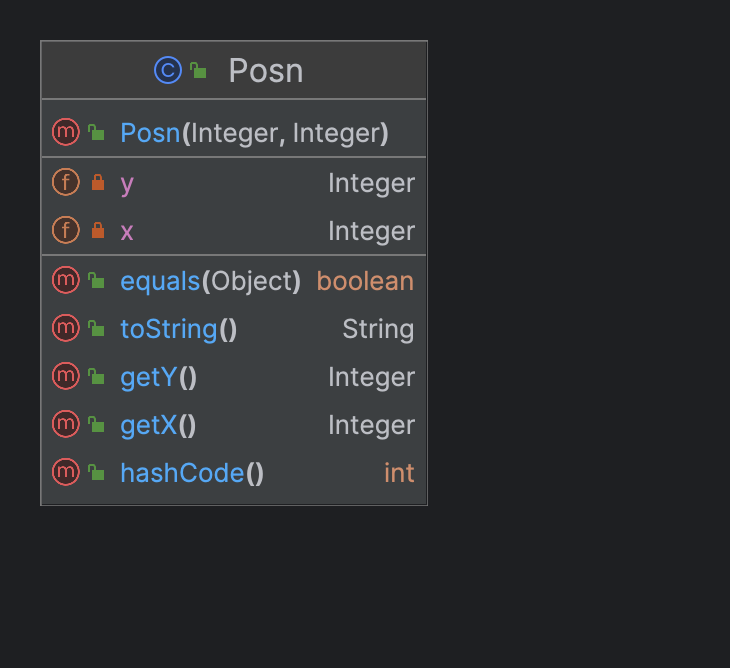 C Posn
m Posn(Integer, Integer)
f y Integer
f x Integer
m equals(Object) boolean
m toString() String
m getY() Integer
m getX() Integer
m hashCode() int